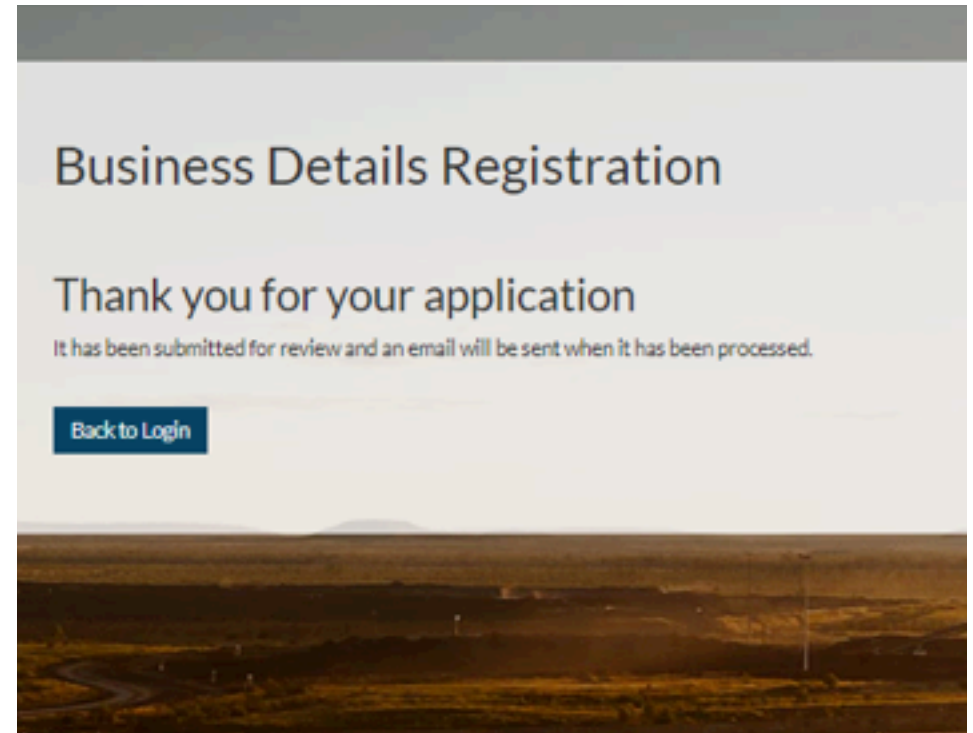 Business Details Registration
Thank you for your application
It has been submitted for review and an email will be sent when it has been processed.
Back to Login